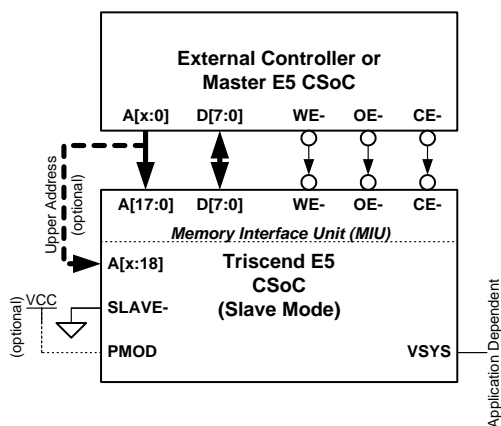 External Controller or
Master E5 CSoC
A[x:0] D[7:0] WE- OE- CE-
Upper Address
(optional)
A[17:0] D[7:0] WE- OE- CE-
Memory Interface Unit (MIU)
A[x:18]
Triscend E5
CSoC
(Slave Mode)
SLAVE-
VCC
(optional)
PMOD
VSYS
Application Dependent